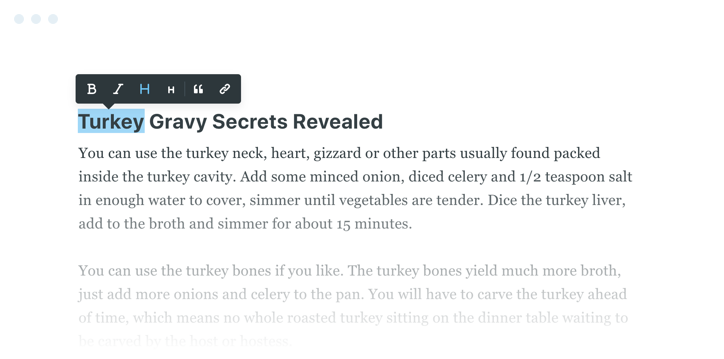 B I H H “
Turkey Gravy Secrets Revealed
You can use the turkey neck, heart, gizzard or other parts usually found packed
inside the turkey cavity. Add some minced onion, diced celery and 1/2 teaspoon salt
in enough water to cover, simmer until vegetables are tender. Dice the turkey liver,
add to the broth and simmer for about 15 minutes.
You can use the turkey bones if you like. The turkey bones yield much more broth,
just add more onions and celery to the pan. You will have to carve the turkey ahead
of time, which means no whole roasted turkey sitting on the dinner table waiting to
be carved by the host or hostess.